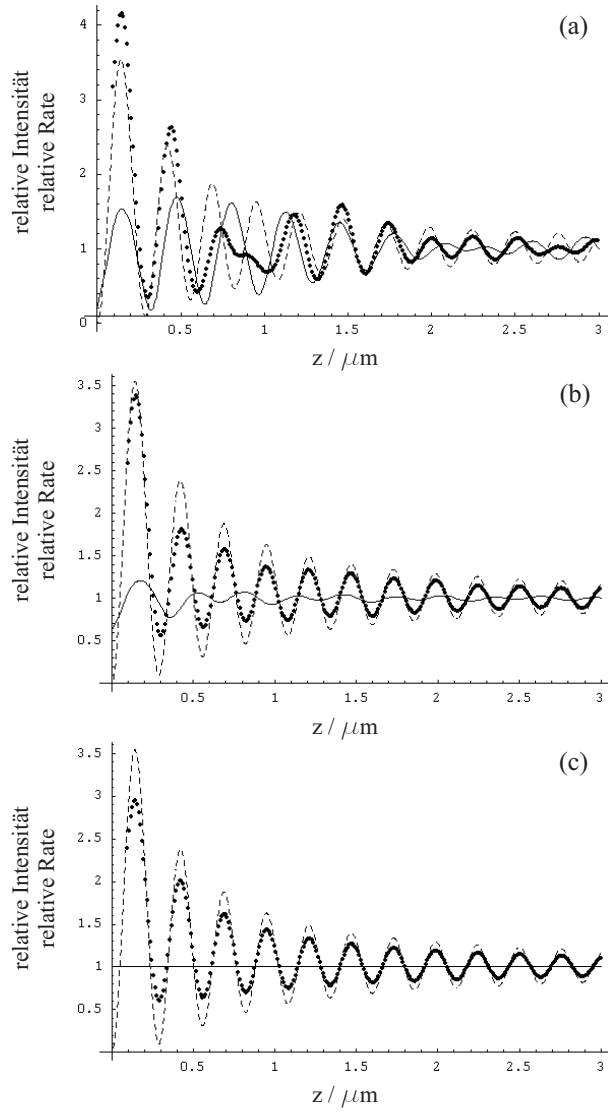 (a)
relative Intensität
relative Rate
4
3
2
1
0
0.5 1 1.5 2 2.5 3
z / μm
(b)
relative Intensität
relative Rate
3.5
3
2.5
2
1.5
1
0.5
0.5 1 1.5 2 2.5 3
z / μm
(c)
relative Intensität
relative Rate
3.5
3
2.5
2
1.5
1
0.5
0.5 1 1.5 2 2.5 3
z / μm